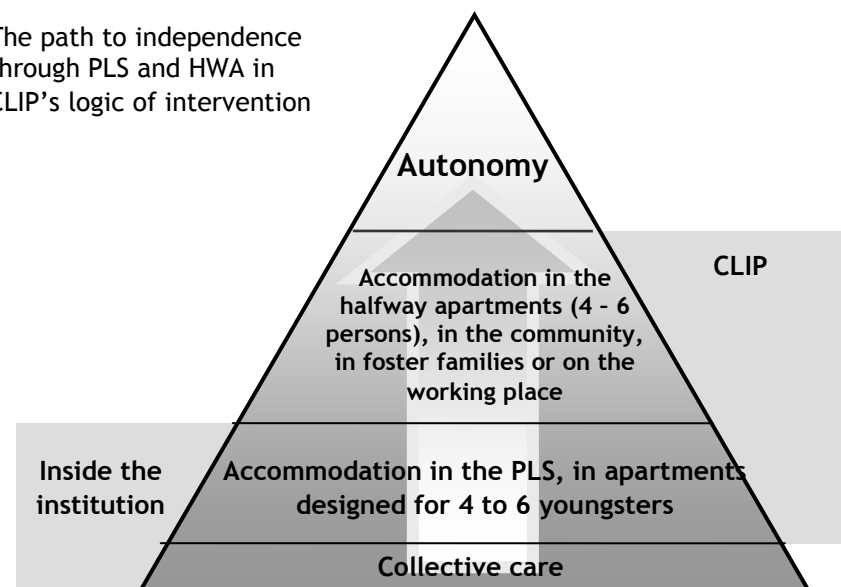 The path to independence
through PLS and HWA in
CLIP's logic of intervention
Autonomy
CLIP
Accommodation in the
halfway apartments (4 – 6
persons), in the community,
in foster families or on the
working place
Inside the
institution
Accommodation in the PLS, in apartments
designed for 4 to 6 youngsters
Collective care